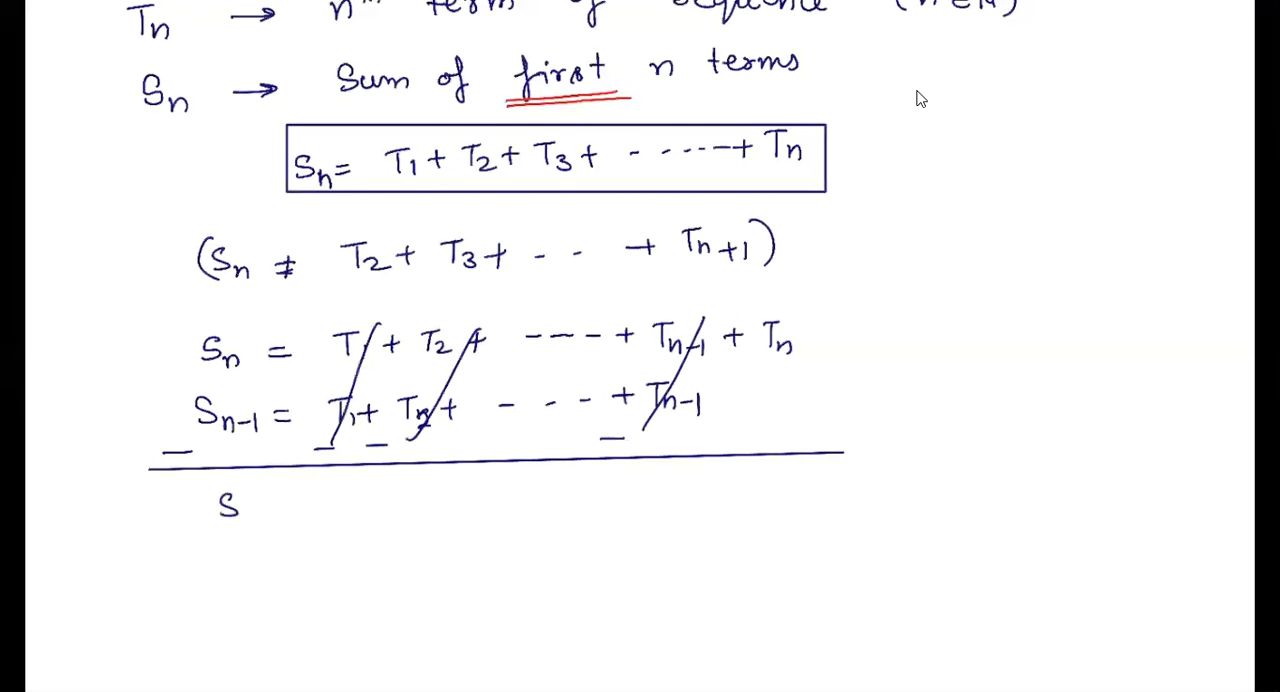 Tn → nth term of sequence (n∈N)
Sn → Sum of first n terms
Sn = T1 + T2 + T3 + - - - - - - + Tn
(Sn ≠ T2 + T3 + - - - + Tn+1)
Sn = T1 + T2 + - - - - + Tn-1 + Tn
Sn-1 = T1 + T2 + - - - - + Tn-1
S